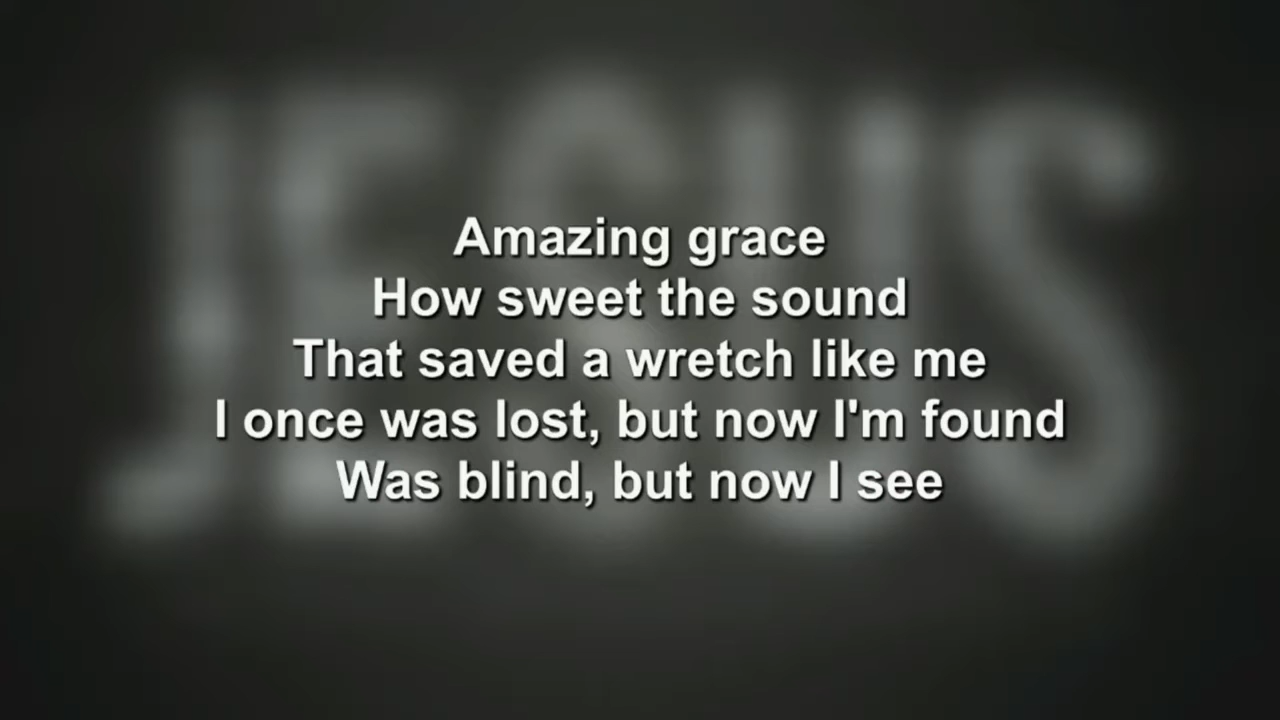 JESUS
Amazing grace
How sweet the sound
That saved a wretch like me
I once was lost, but now I'm found
Was blind, but now I see